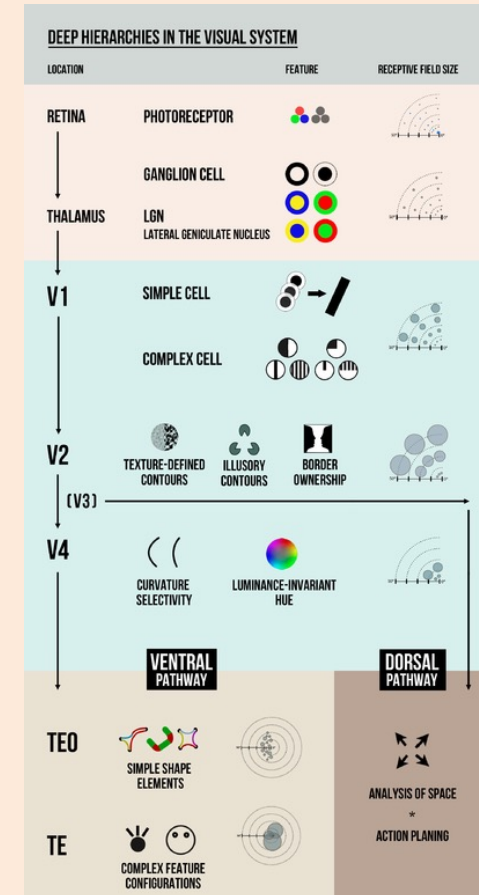 DEEP HIERARCHIES IN THE VISUAL SYSTEM
LOCATION
FEATURE
RECEPTIVE FIELD SIZE
RETINA
PHOTORECEPTOR
GANGLION CELL
THALAMUS
LGN
LATERAL GENICULATE NUCLEUS
V1
SIMPLE CELL
COMPLEX CELL
V2
TEXTURE-DEFINED
CONTOURS
ILLUSORY
CONTOURS
BORDER
OWNERSHIP
(V3)
V4
CURVATURE
SELECTIVITY
LUMINANCE-INVARIANT
HUE
VENTRAL
PATHWAY
DORSAL
PATHWAY
TEO
SIMPLE SHAPE
ELEMENTS
ANALYSIS OF SPACE
*
ACTION PLANING
TE
COMPLEX FEATURE
CONFIGURATIONS